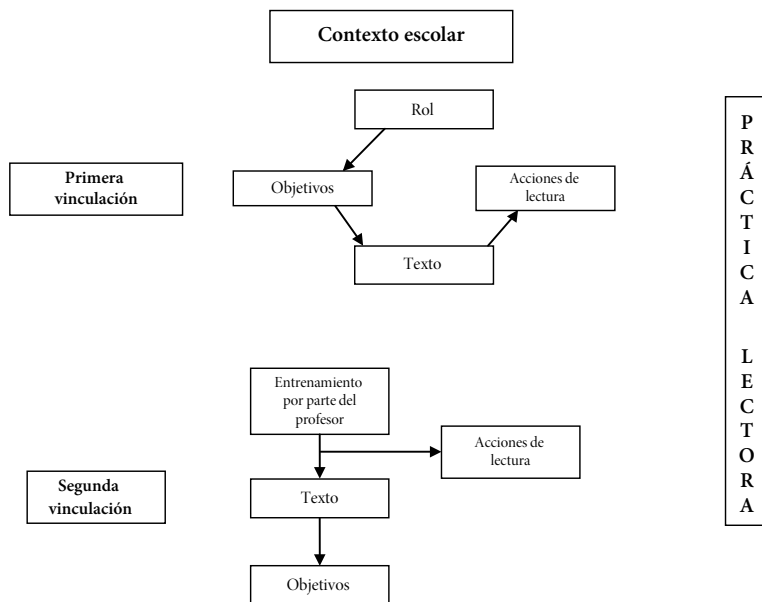 Contexto escolar
Rol
Primera
vinculación
Objetivos
Acciones de
lectura
Texto
Entrenamiento
por parte del
profesor
Acciones de
lectura
Segunda
vinculación
Texto
Objetivos
P
R
Á
C
T
I
C
A
L
E
C
T
O
R
A